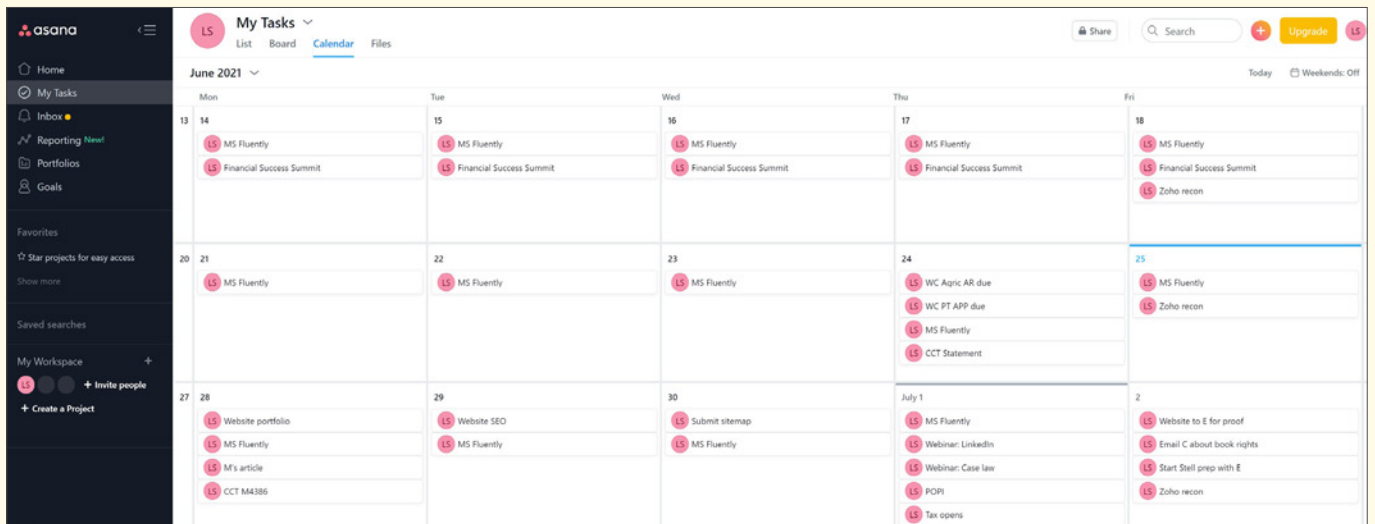 asana
Home
My Tasks
Inbox
Reporting New!
Portfolios
Goals
Favorites
Star projects for easy access
Show more
Saved searches
My Workspace +
LS + Invite people
+ Create a Project
LS
My Tasks
List Board Calendar Files
Share
Search
+
Upgrade
LS
June 2021
Today Weekends: Off
Mon Tue Wed Thu Fri
13 14 15 16 17 18
LS MS Fluently LS MS Fluently LS MS Fluently LS MS Fluently LS MS Fluently
LS Financial Success Summit LS Financial Success Summit LS Financial Success Summit LS Financial Success Summit LS Financial Success Summit
LS Zoho recon
20 21 22 23 24 25
LS MS Fluently LS MS Fluently LS MS Fluently LS WC Aqric AR due LS MS Fluently
LS WC PT APP due LS Zoho recon
LS MS Fluently
LS CCT Statement
27 28 29 30 July 1 2
LS Website portfolio LS Website SEO LS Submit sitemap LS MS Fluently LS Website to E for proof
LS MS Fluently LS MS Fluently LS MS Fluently LS Webinar: LinkedIn LS Email C about book rights
LS M's article LS Webinar: Case law LS Start Stell prep with E
LS CCT M4386 LS POPI LS Zoho recon
LS Tax opens